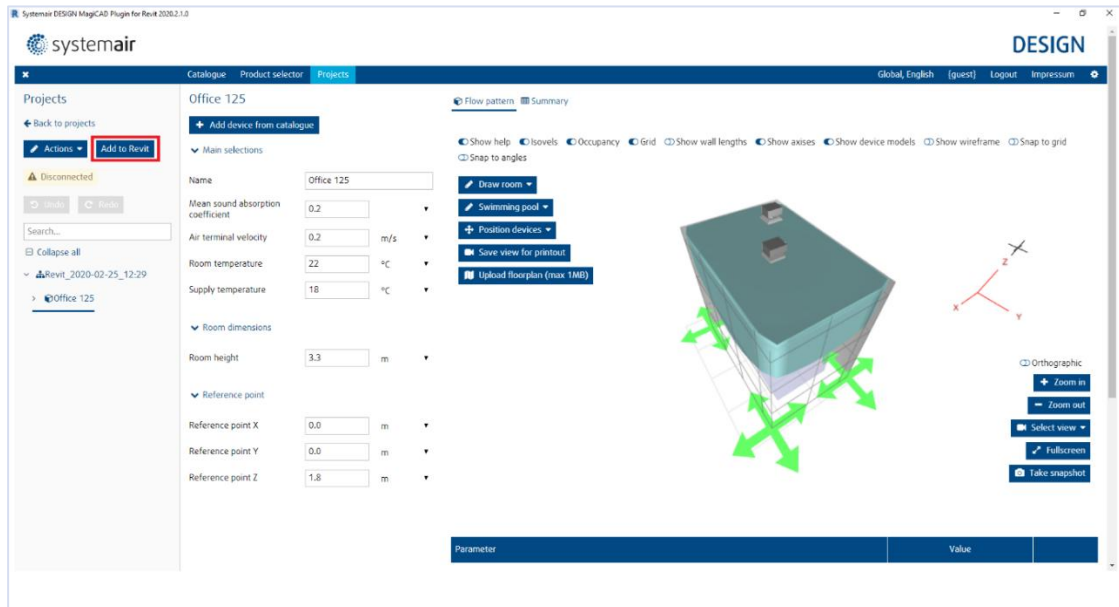 Systemair DESIGN MagiCAD Plugin for Revit 2020.2.1.0
systemair
DESIGN
Catalogue Product selector Projects Global, English {guest} Logout Impressum
Projects
Back to projects
Actions Add to Revit
Disconnected
Undo Redo
Search...
Collapse all
Revit_2020-02-25_12:29
Office 125
Office 125
Add device from catalogue
Main selections
Name Office 125
Mean sound absorption
coefficient 0.2
Air terminal velocity 0.2 m/s
Room temperature 22 °C
Supply temperature 18 °C
Room dimensions
Room height 3.3 m
Reference point
Reference point X 0.0 m
Reference point Y 0.0 m
Reference point Z 1.8 m
Flow pattern Summary
Show help Isovels Occupancy Grid Show wall lengths Show axises Show device models Show wireframe Snap to grid
Snap to angles
Draw room
Swimming pool
Position devices
Save view for printout
Upload floorplan (max 1MB)
Z
X
Y
Orthographic
Zoom in
Zoom out
Select view
Fullscreen
Take snapshot
Parameter Value